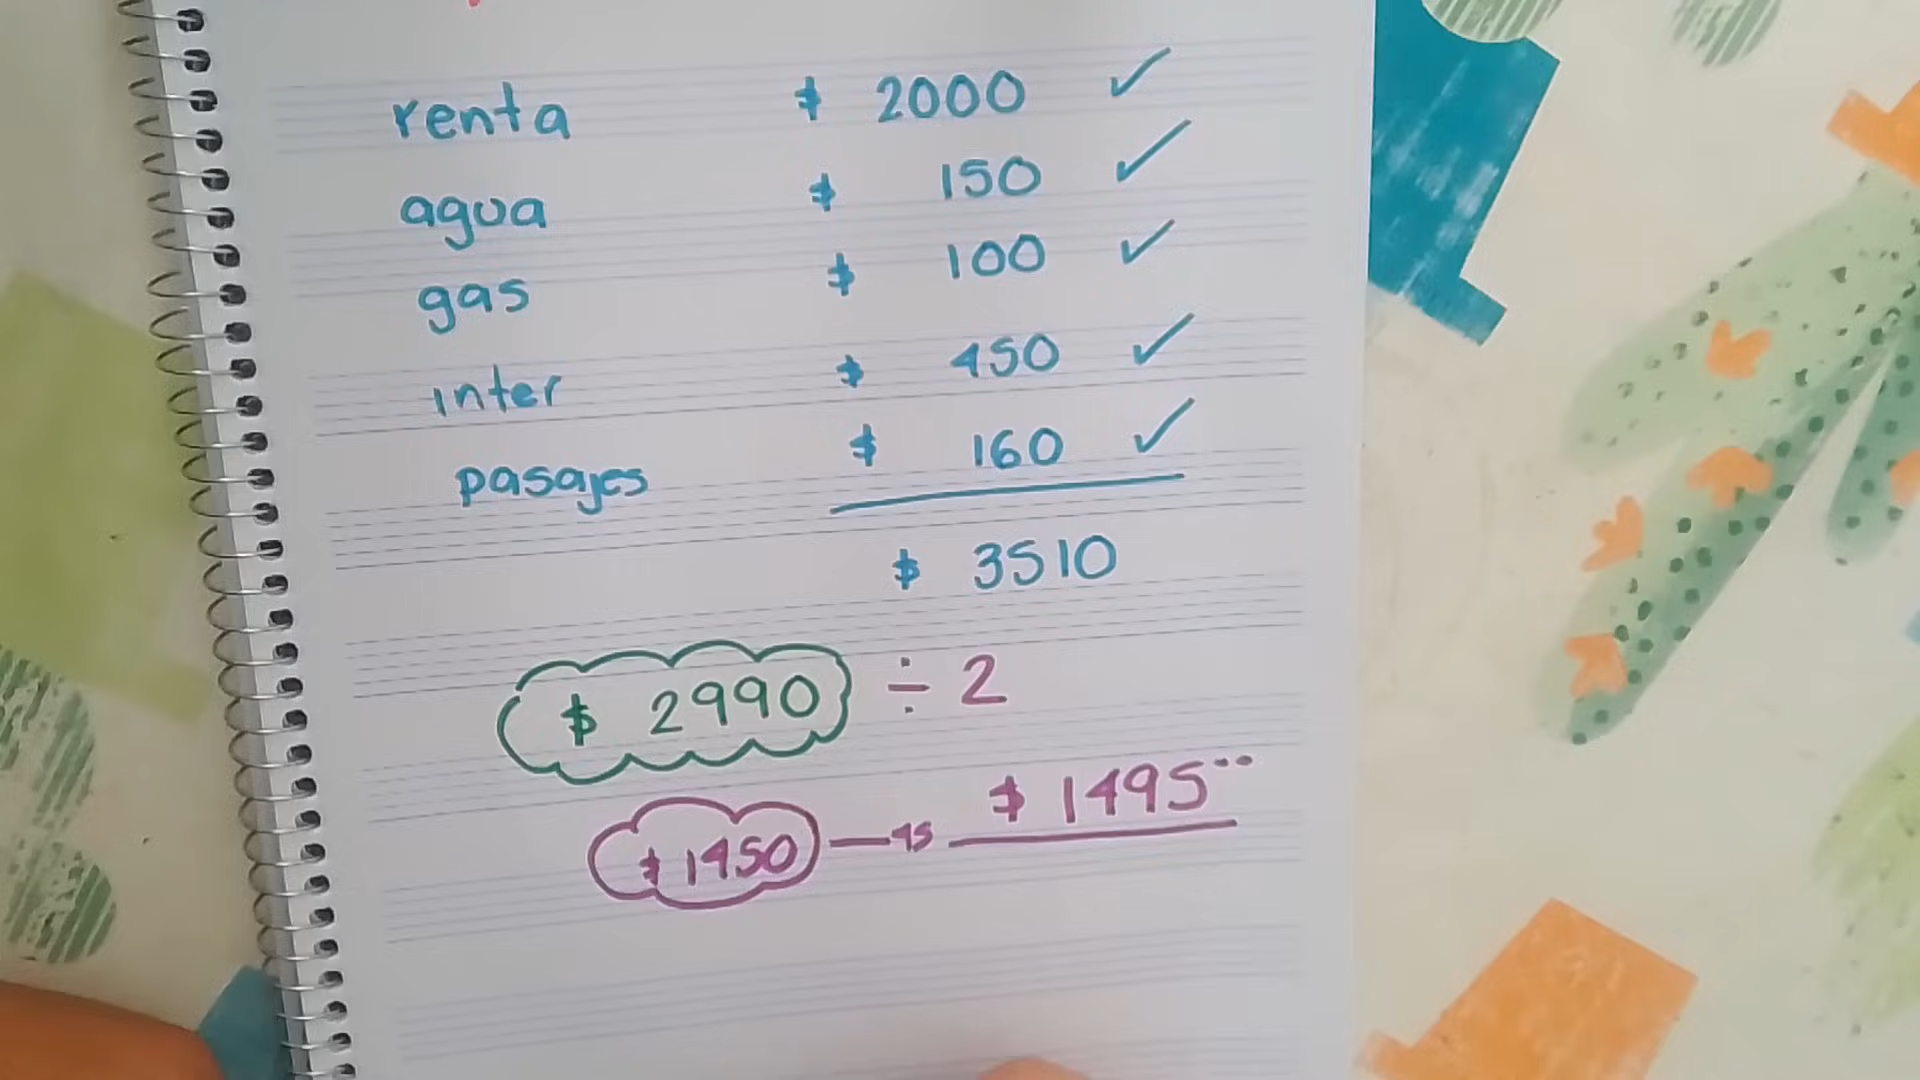 renta $ 2000 ✓
agua $ 150 ✓
gas $ 100 ✓
inter $ 450 ✓
pasajes $ 160 ✓
$ 3510
$ 2990 ÷ 2
$ 1495
$ 1450 — 45